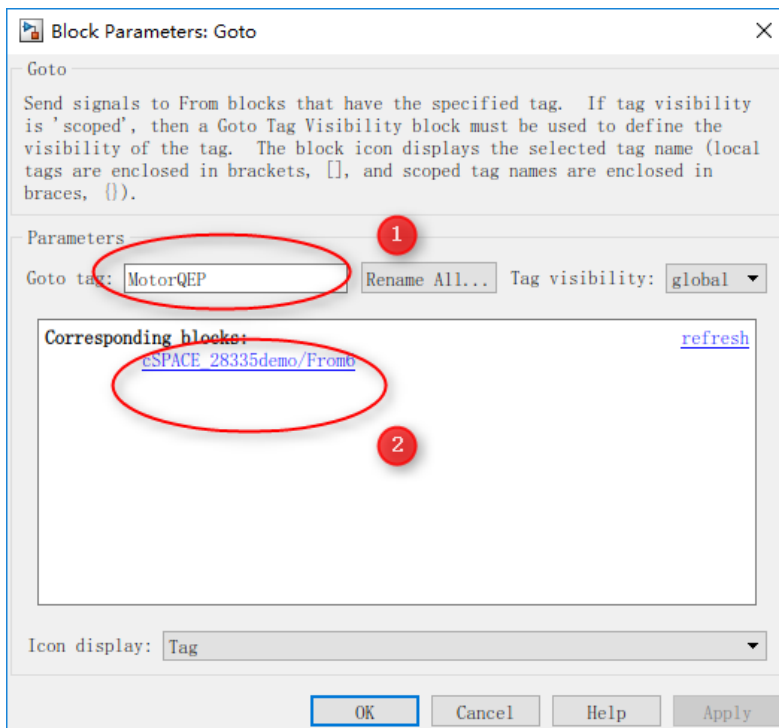 Block Parameters: Goto
Goto
Send signals to From blocks that have the specified tag. If tag visibility
is 'scoped', then a Goto Tag Visibility block must be used to define the
visibility of the tag. The block icon displays the selected tag name (local
tags are enclosed in brackets, [], and scoped tag names are enclosed in
braces, {}).
Parameters
1
Goto tag: MotorQEP Rename All... Tag visibility: global
Corresponding blocks: refresh
cSPACE_28335demo/From6
2
Icon display: Tag
OK Cancel Help Apply